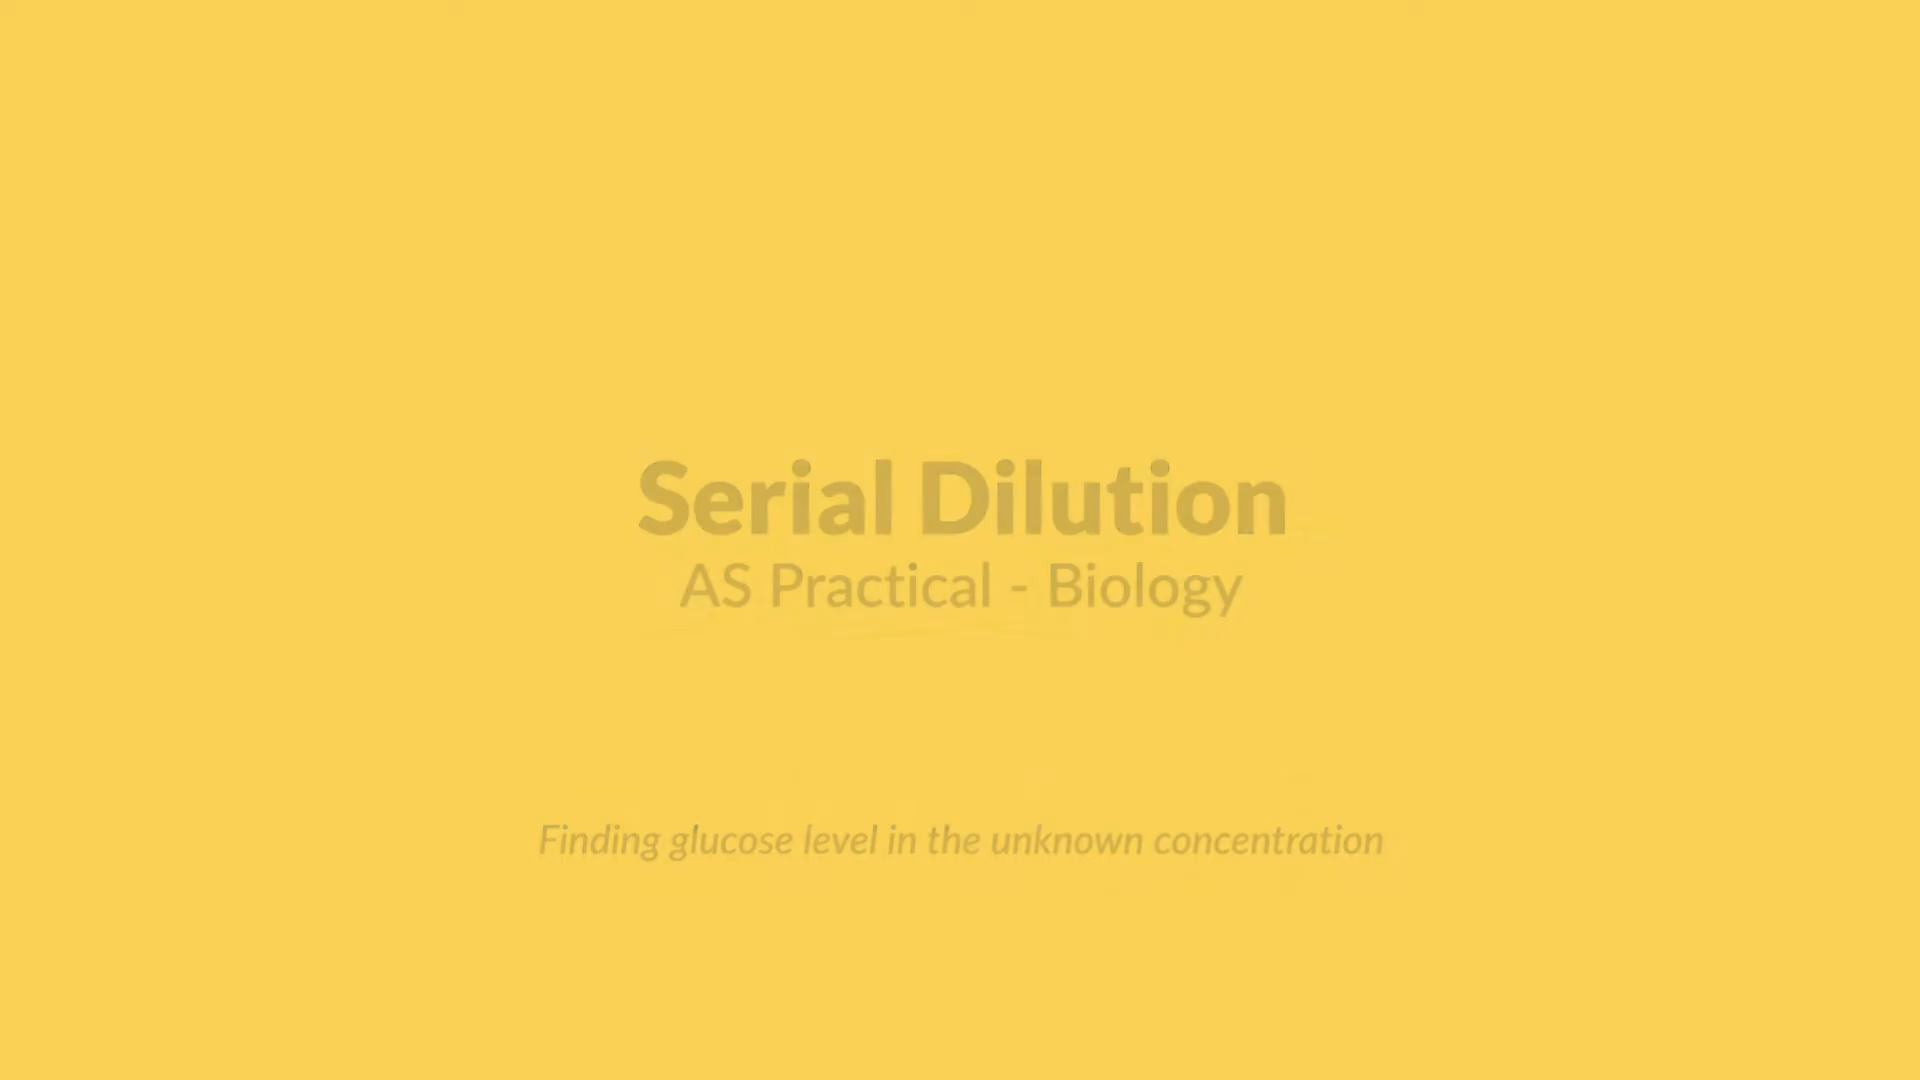 Serial Dilution
AS Practical - Biology
Finding glucose level in the unknown concentration